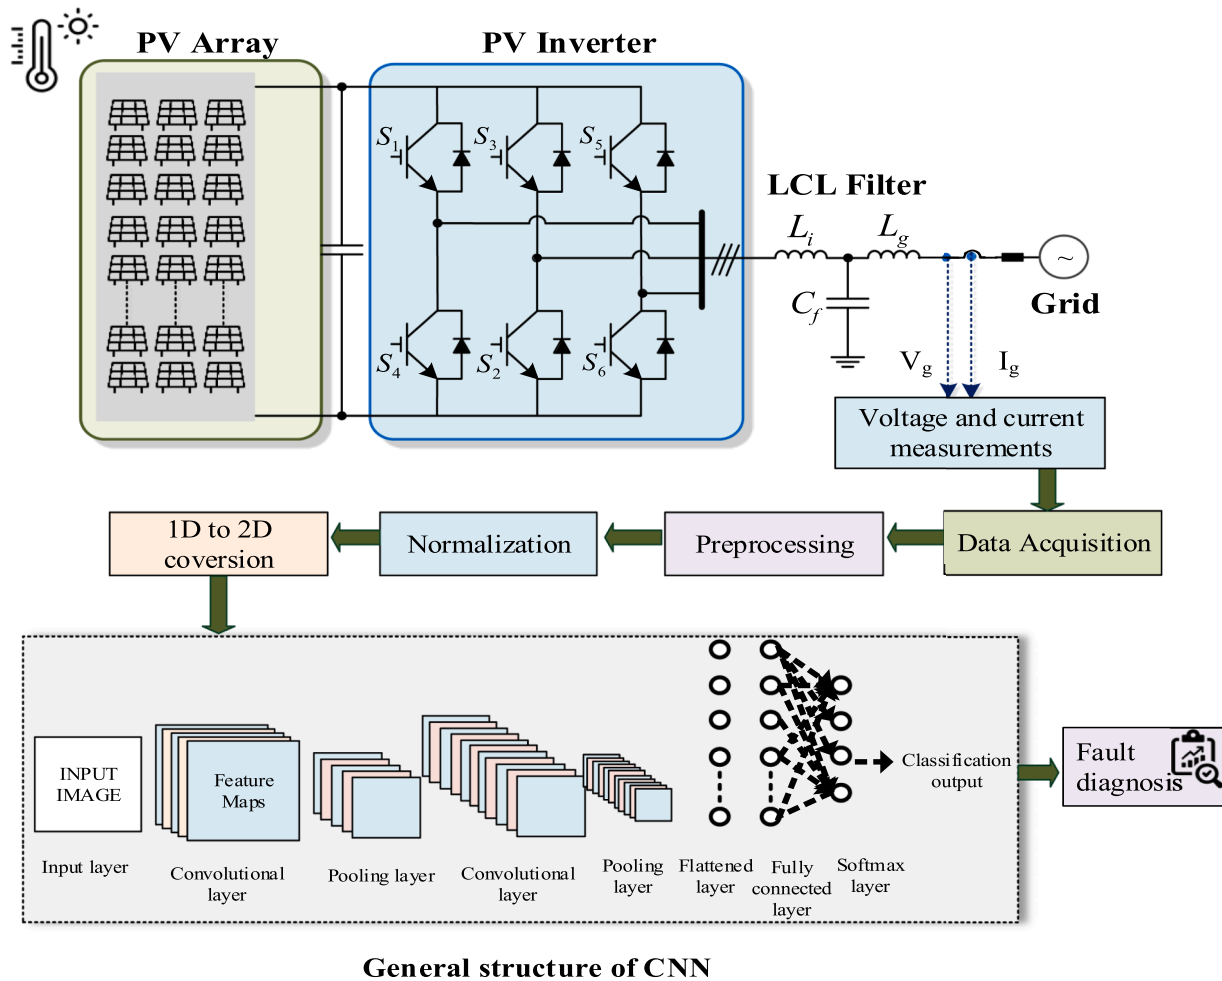 PV Array
PV Inverter
S1
S3
S5
S4
S2
S6
LCL Filter
Li
Lg
Cf
~
Grid
Vg
Ig
Voltage and current
measurements
Data Acquisition
Preprocessing
Normalization
1D to 2D
coversion
INPUT
IMAGE
Feature
Maps
Classification
output
Fault
diagnosis
Input layer
Convolutional
layer
Pooling layer
Convolutional
layer
Pooling
layer
Flattened
layer
Fully
connected
layer
Softmax
layer
General structure of CNN